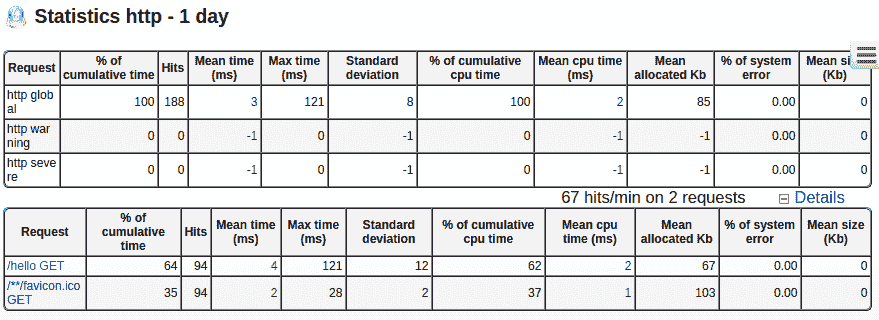 Statistics http - 1 day
Request % of cumulative time Hits Mean time (ms) Max time (ms) Standard deviation % of cumulative cpu time Mean cpu time (ms) Mean allocated Kb % of system error Mean (Kb)
http global 100 188 3 121 8 100 2 85 0.00 0
http warning 0 0 -1 0 -1 0 -1 -1 0.00 0
http severe 0 0 -1 0 -1 0 -1 -1 0.00 0
67 hits/min on 2 requests Details
Request % of cumulative time Hits Mean time (ms) Max time (ms) Standard deviation % of cumulative cpu time Mean cpu time (ms) Mean allocated Kb % of system error Mean size (Kb)
/hello GET 64 94 4 121 12 62 2 67 0.00 0
/**/favicon.ico GET 35 94 2 28 2 37 1 103 0.00 0